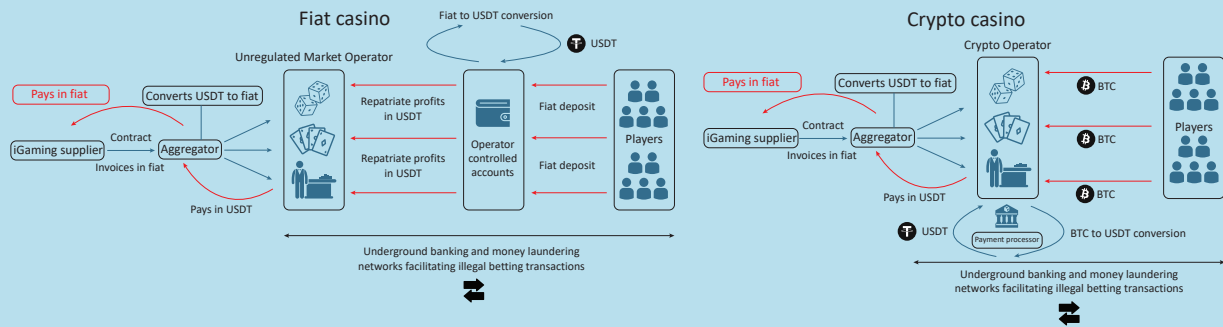 Fiat casino
Fiat to USDT conversion
USDT
Unregulated Market Operator
Pays in fiat
Converts USDT to fiat
iGaming supplier
Contract
Invoices in fiat
Aggregator
Pays in USDT
Repatriate profits
in USDT
Repatriate profits
in USDT
Operator
controlled
accounts
Fiat deposit
Fiat deposit
Players
Underground banking and money laundering
networks facilitating illegal betting transactions
Crypto casino
Crypto Operator
Pays in fiat
Converts USDT to fiat
iGaming supplier
Contract
Invoices in fiat
Aggregator
Pays in USDT
BTC
BTC
BTC
Players
USDT
Payment processor
BTC to USDT conversion
Underground banking and money laundering
networks facilitating illegal betting transactions